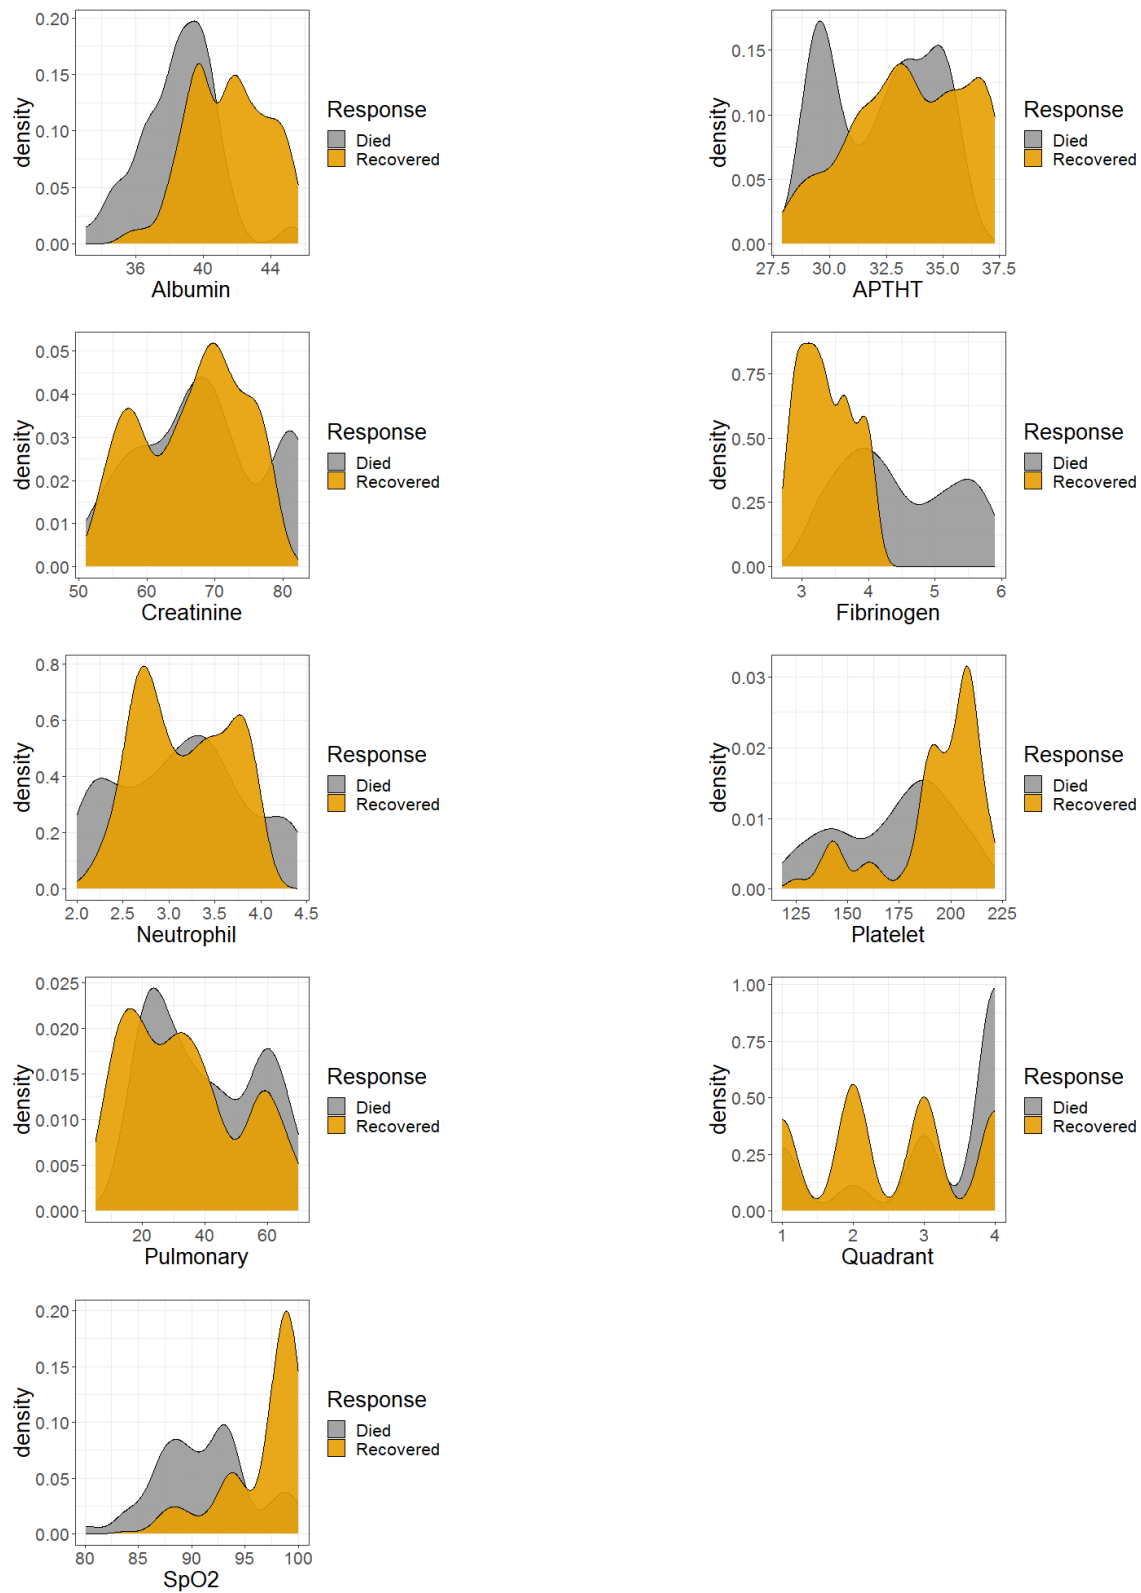 0.20
0.15
0.10
0.05
0.00
density
36 40 44
Albumin
Response
Died
Recovered
0.15
0.10
0.05
0.00
density
27.5 30.0 32.5 35.0 37.5
APTHT
Response
Died
Recovered
0.05
0.04
0.03
0.02
0.01
0.00
density
50 60 70 80
Creatinine
Response
Died
Recovered
0.75
0.50
0.25
0.00
density
3 4 5 6
Fibrinogen
Response
Died
Recovered
0.8
0.6
0.4
0.2
0.0
density
2.0 2.5 3.0 3.5 4.0 4.5
Neutrophil
Response
Died
Recovered
0.03
0.02
0.01
0.00
density
125 150 175 200 225
Platelet
Response
Died
Recovered
0.025
0.020
0.015
0.010
0.005
0.000
density
20 40 60
Pulmonary
Response
Died
Recovered
1.00
0.75
0.50
0.25
0.00
density
1 2 3 4
Quadrant
Response
Died
Recovered
0.20
0.15
0.10
0.05
0.00
density
80 85 90 95 100
SpO2
Response
Died
Recovered